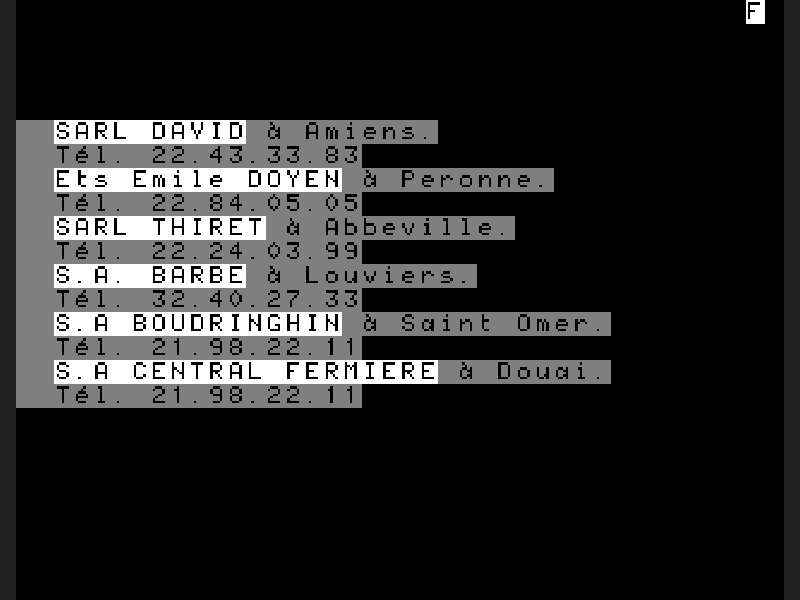 F
SARL DAVID à Amiens.
Tél. 22.43.33.83
Ets Emile DOYEN à Peronne.
Tél. 22.84.05.05
SARL THIRET à Abbeville.
Tél. 22.24.03.99
S.A. BARBE à Louviers.
Tél. 32.40.27.33
S.A BOUDRINGHIN à Saint Omer.
Tél. 21.98.22.11
S.A CENTRAL FERMIERE à Douai.
Tél. 21.98.22.11